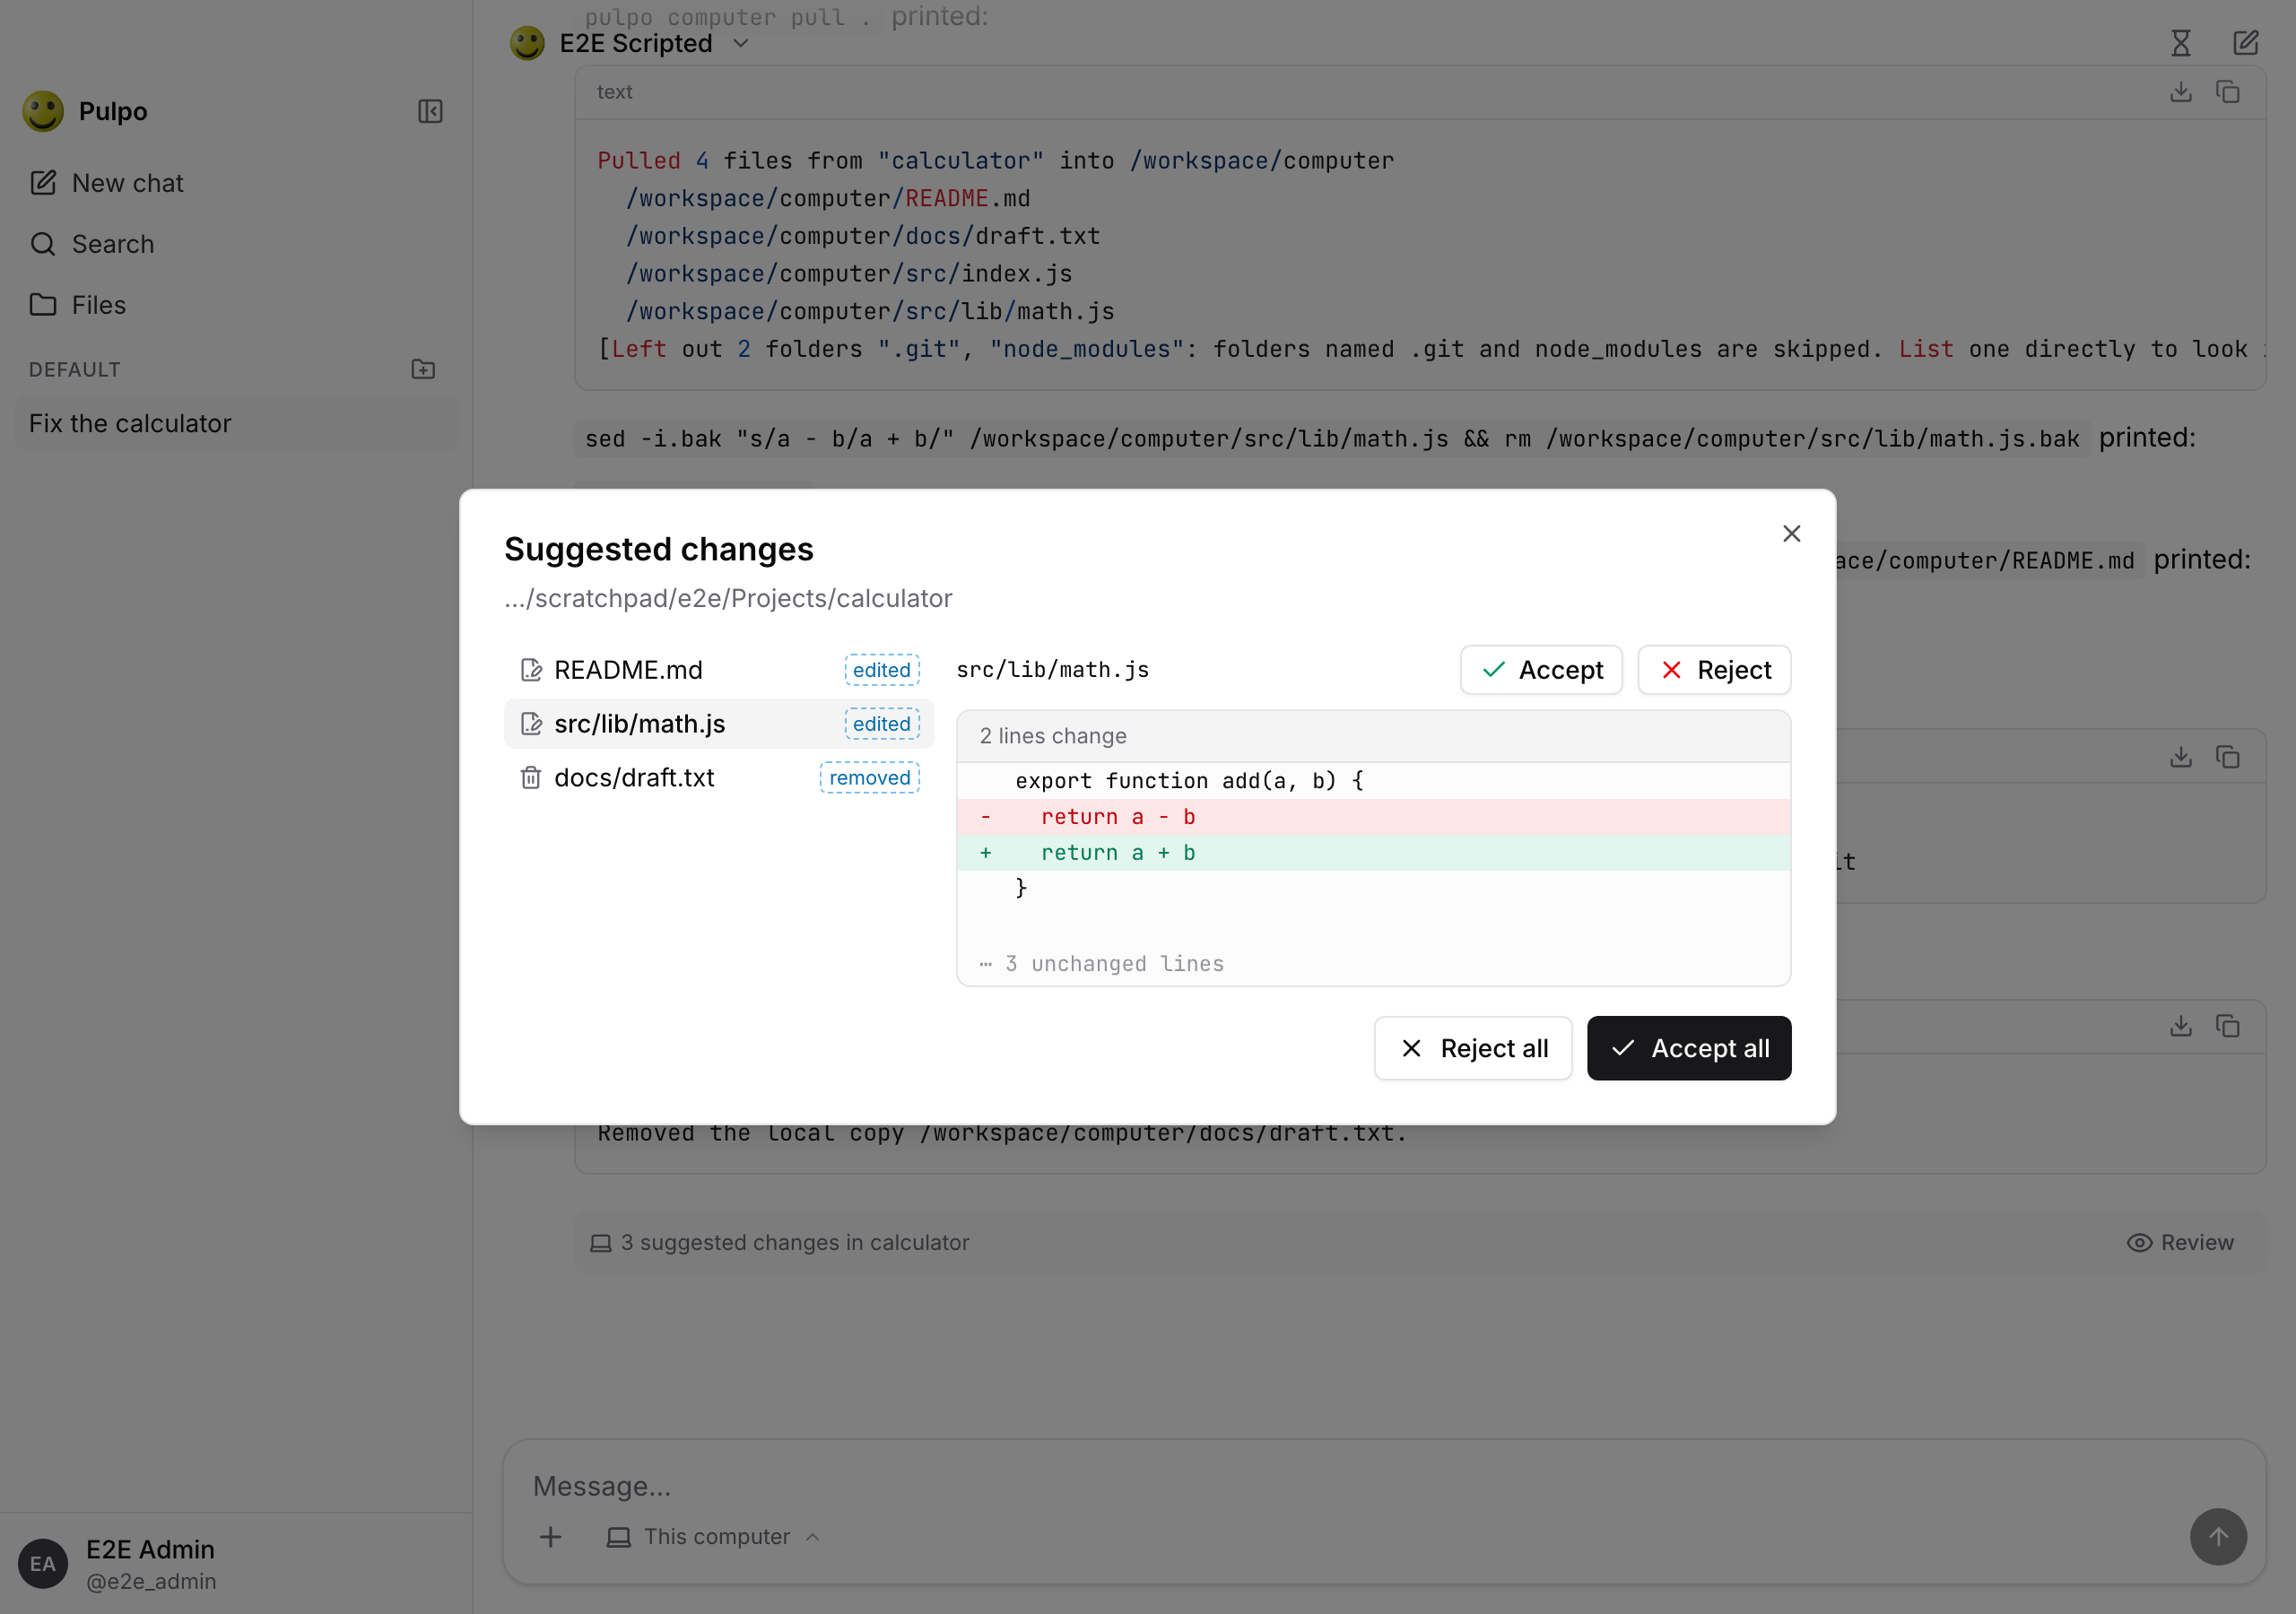 pulpo computer pull . printed:
E2E Scripted
Pulpo
New chat
Search
Files
DEFAULT
Fix the calculator
text
Pulled 4 files from "calculator" into /workspace/computer
/workspace/computer/README.md
/workspace/computer/docs/draft.txt
/workspace/computer/src/index.js
/workspace/computer/src/lib/math.js
[Left out 2 folders ".git", "node_modules": folders named .git and node_modules are skipped. List one directly to look
sed -i.bak "s/a - b/a + b/" /workspace/computer/src/lib/math.js && rm /workspace/computer/src/lib/math.js.bak printed:
ace/computer/README.md printed:
Suggested changes
.../scratchpad/e2e/Projects/calculator
README.md edited
src/lib/math.js edited
docs/draft.txt removed
src/lib/math.js
Accept
Reject
2 lines change
export function add(a, b) {
- return a - b
+ return a + b
}
⋯ 3 unchanged lines
Reject all
Accept all
it
Removed the local copy /workspace/computer/docs/draft.txt.
3 suggested changes in calculator
Review
Message...
This computer
EA
E2E Admin
@e2e_admin